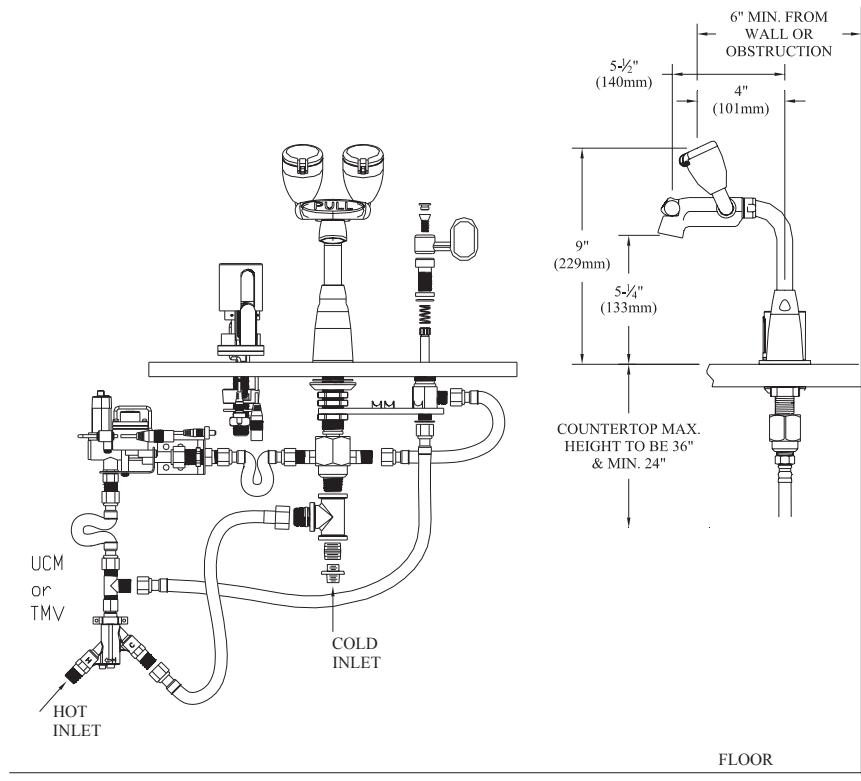 6" MIN. FROM
WALL OR
OBSTRUCTION
5-½"
(140mm)
4"
(101mm)
PULL
9"
(229mm)
5-¼"
(133mm)
MM
M
COUNTERTOP MAX.
HEIGHT TO BE 36"
& MIN. 24"
UCM
or
TMV
H
C
COLD
INLET
HOT
INLET
FLOOR